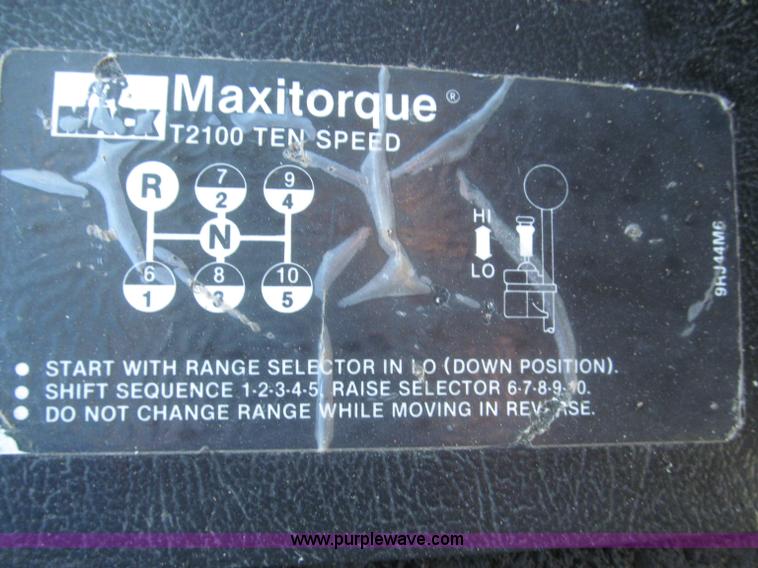 Mack
Maxitorque ®
T2100 TEN SPEED
R 7 2 9 4
N
6 1 8 3 10 5
HI
LO
9RJ44M6
START WITH RANGE SELECTOR IN LO (DOWN POSITION).
SHIFT SEQUENCE 1-2-3-4-5, RAISE SELECTOR 6-7-8-9-10.
DO NOT CHANGE RANGE WHILE MOVING IN REVERSE.
www.purplewave.com